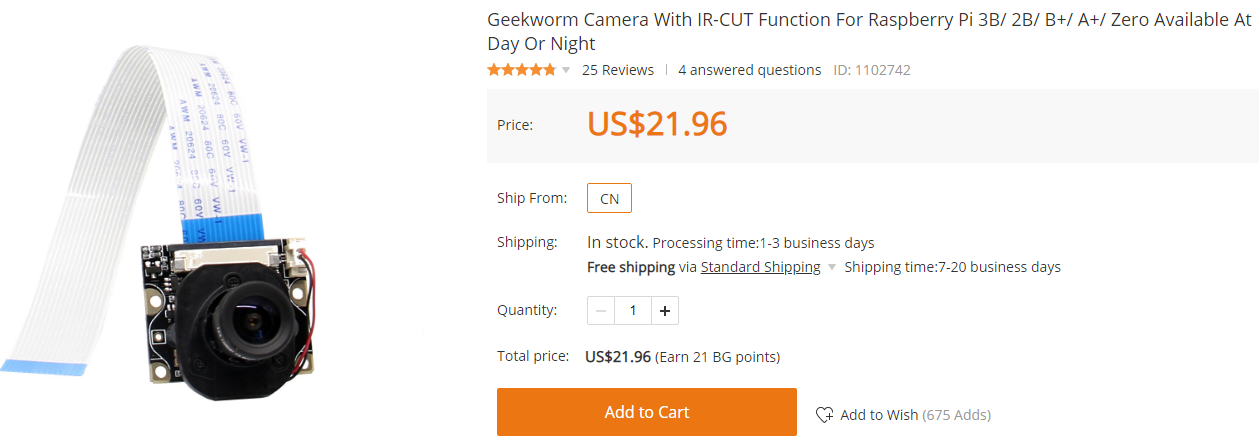 Geekworm Camera With IR-CUT Function For Raspberry Pi 3B/ 2B/ B+/ A+/ Zero Available At
Day Or Night
25 Reviews | 4 answered questions ID: 1102742
Price: US$21.96
Ship From: CN
Shipping: In stock. Processing time:1-3 business days
Free shipping via Standard Shipping Shipping time:7-20 business days
Quantity: − 1 +
Total price: US$21.96 (Earn 21 BG points)
Add to Cart
Add to Wish (675 Adds)
AWM 20624 80C 60V VW-1
AWM 20624 80C 60V VW-1
AWM 20624 80C 60V VW-1